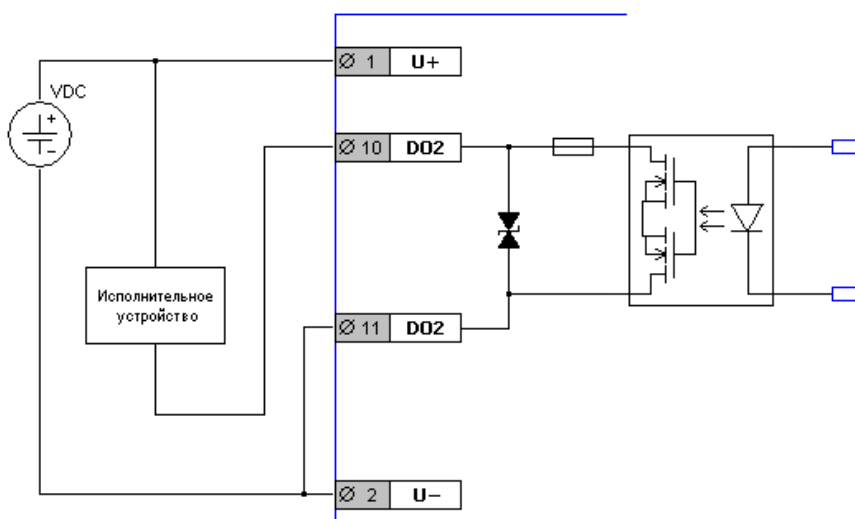 Ø 1 U+
VDC
+
-
Ø 10 DO2
Исполнительное
устройство
Ø 11 DO2
Ø 2 U-